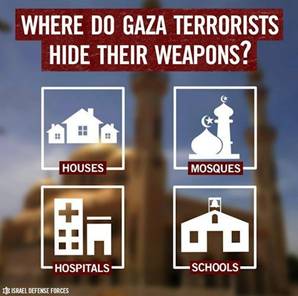 WHERE DO GAZA TERRORISTS
HIDE THEIR WEAPONS?
HOUSES
MOSQUES
HOSPITALS
SCHOOLS
ISRAEL DEFENSE FORCES